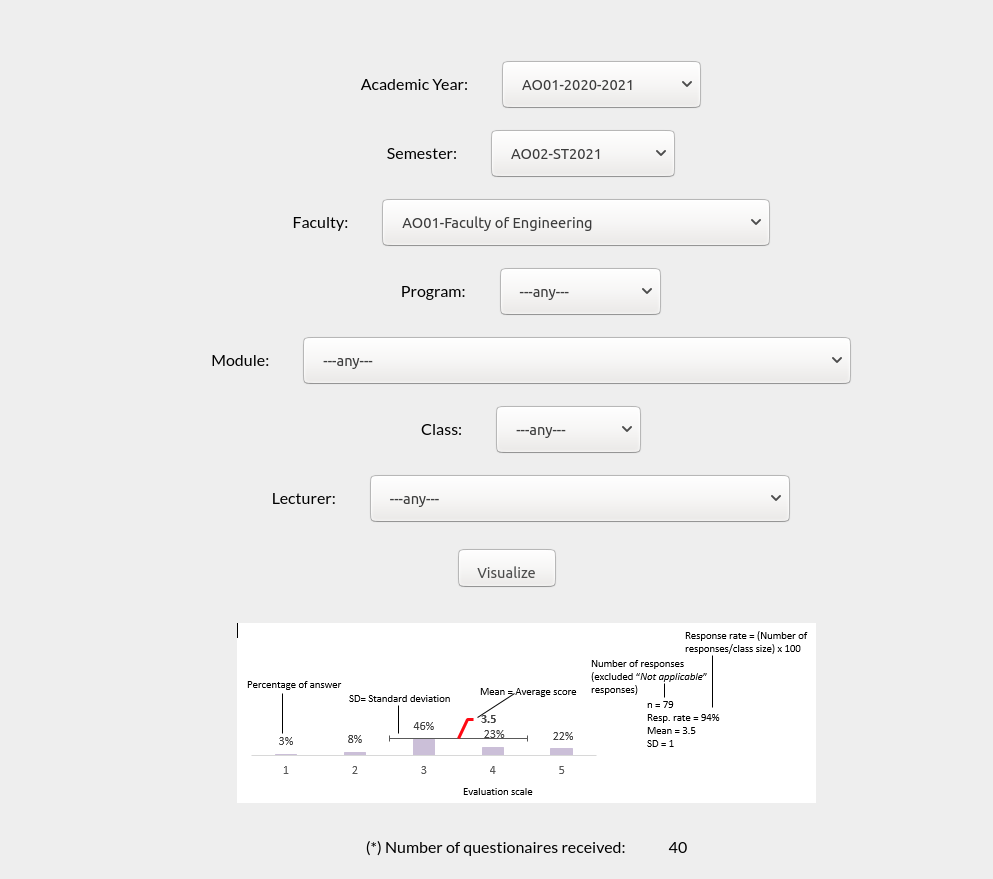 Academic Year: AO01-2020-2021
Semester: AO02-ST2021
Faculty: AO01-Faculty of Engineering
Program: ---any---
Module: ---any---
Class: ---any---
Lecturer: ---any---
Visualize
Response rate = (Number of
responses/class size) x 100
Number of responses
(excluded “Not applicable”
responses)
Percentage of answer
SD= Standard deviation
Mean = Average score
n = 79
Resp. rate = 94%
Mean = 3.5
SD = 1
3.5
3% 8% 46% 23% 22%
1 2 3 4 5
Evaluation scale
(*) Number of questionaires received: 40